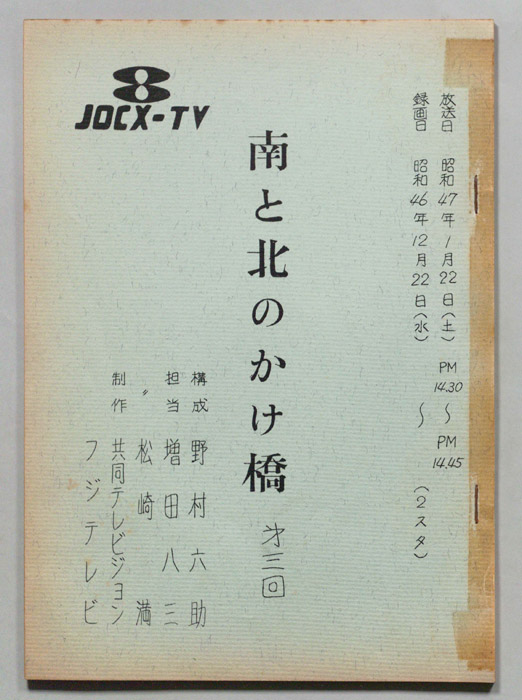 放送日 昭和47年1月22日(土) PM 14.30 〜 PM 14.45
録画日 昭和46年12月22日(水) 〜 (2スタ)
南と北のかけ橋 第三回
8
JOCX-TV
構成 野村六助
担当 増田八三
〃 松崎 満
制作 共同テレビジョン
フジテレビ